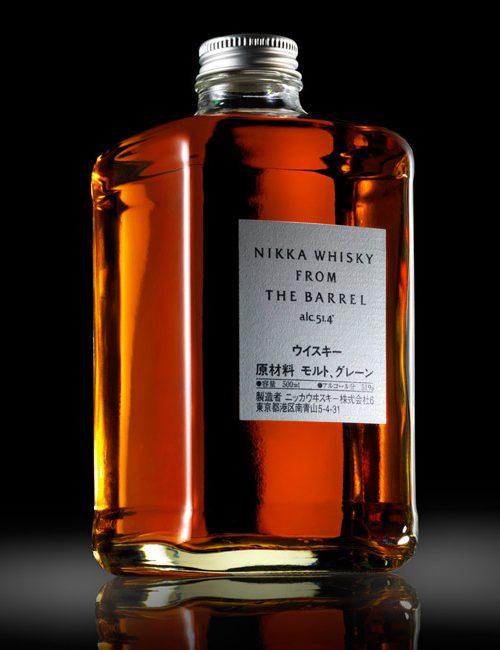 NIKKA WHISKY
FROM
THE BARREL
alc.51.4°
ウイスキー
原材料 モルト、グレーン
●容量 500ml ●アルコール分 51%
製造者 ニッカウヰスキー株式会社6
東京都港区南青山5-4-31